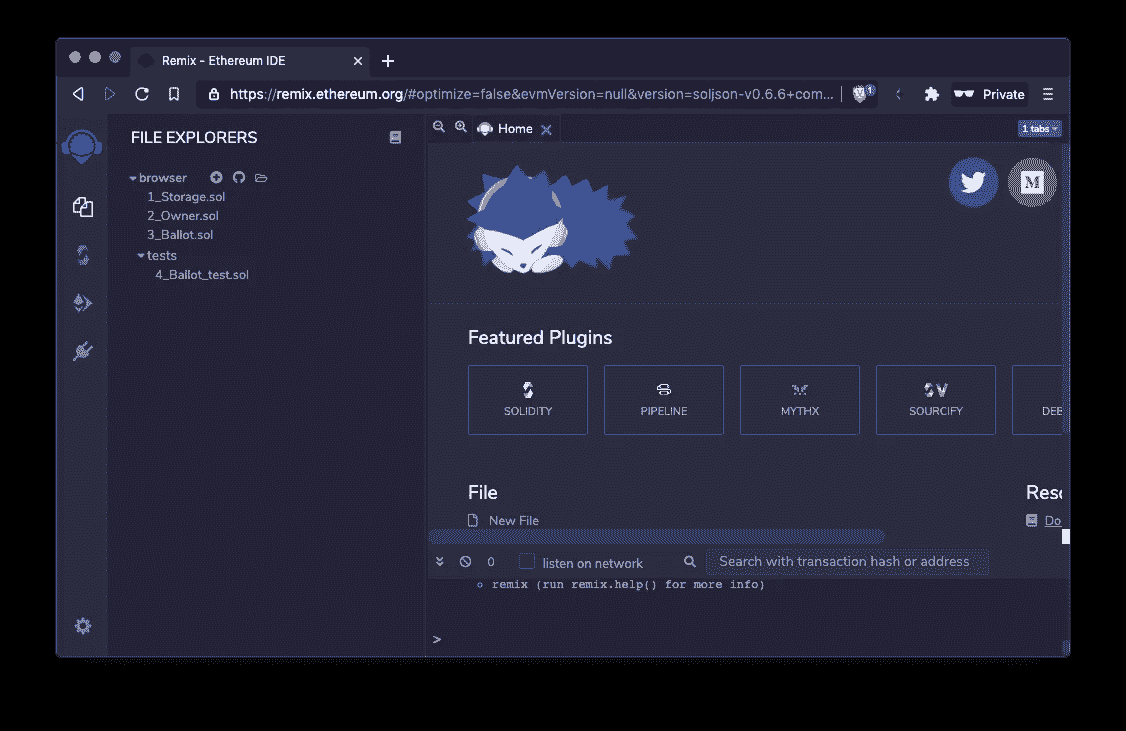 Remix - Ethereum IDE
https://remix.ethereum.org/#optimize=false&evmVersion=null&version=soljson-v0.6.6+com...
1
Private
FILE EXPLORERS
Home
1 tabs
browser
1_Storage.sol
2_Owner.sol
3_Ballot.sol
tests
4_Ballot_test.sol
M
Featured Plugins
SOLIDITY
PIPELINE
MYTHX
SOURCIFY
DEB
File
Reso
New File
Do
0
listen on network
Search with transaction hash or address
remix (run remix.help() for more info)
>